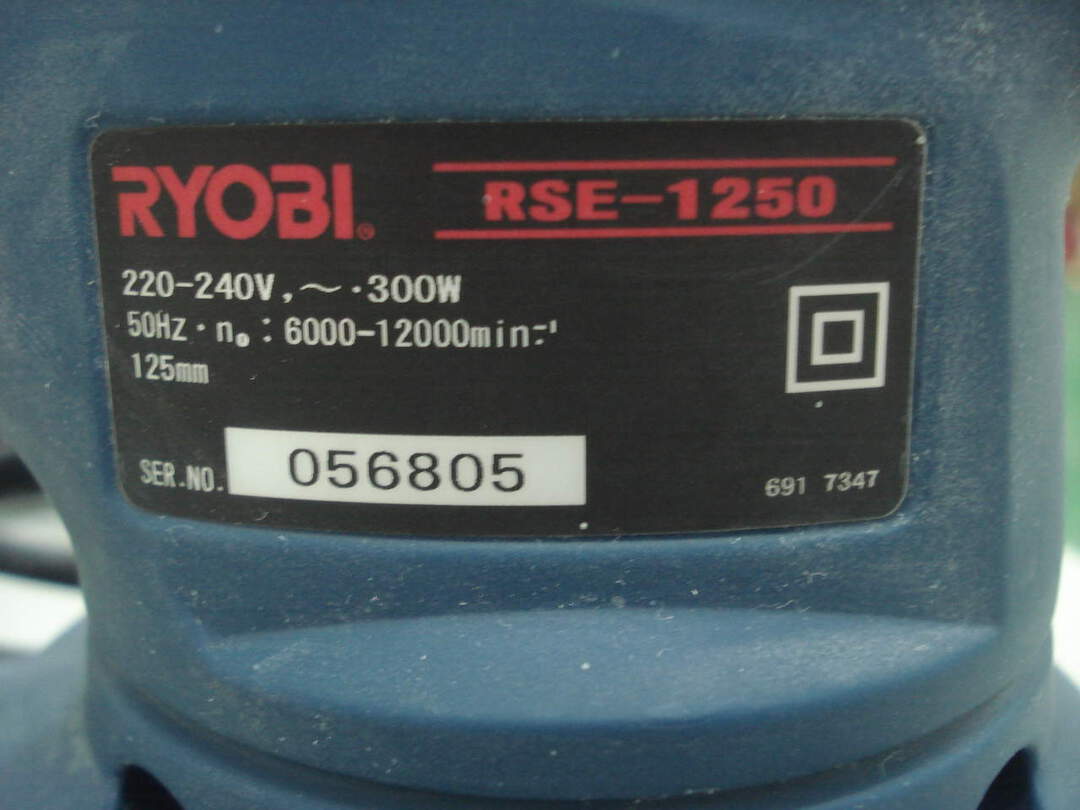 RYOBI®
RSE-1250
220-240V, ~ ·300W
50Hz · n₀: 6000-12000min⁻¹
125mm
SER.NO. 056805
691 7347